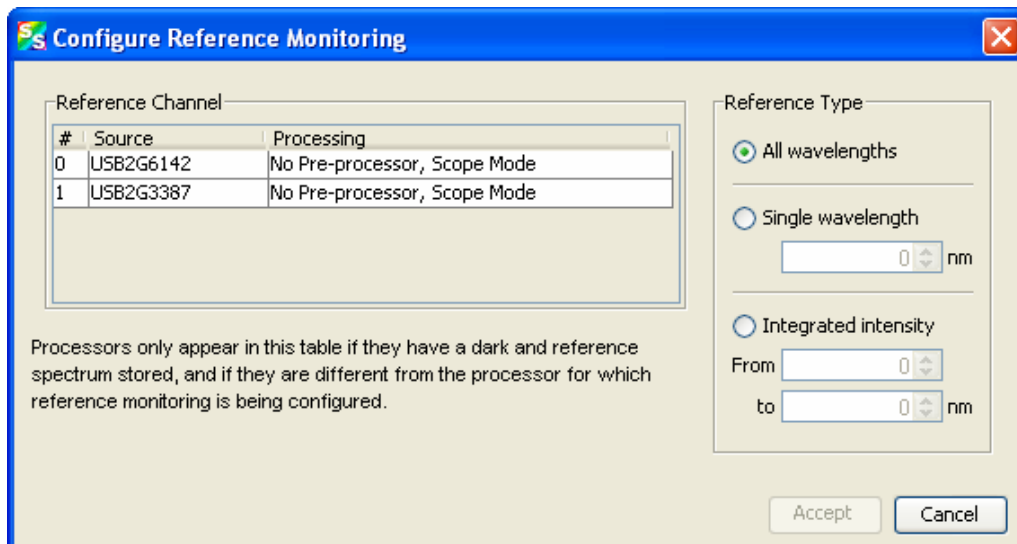 Configure Reference Monitoring
Reference Channel
# Source Processing
0 USB2G6142 No Pre-processor, Scope Mode
1 USB2G3387 No Pre-processor, Scope Mode
Processors only appear in this table if they have a dark and reference
spectrum stored, and if they are different from the processor for which
reference monitoring is being configured.
Reference Type
All wavelengths
Single wavelength
0 nm
Integrated intensity
From 0
to 0 nm
Accept Cancel